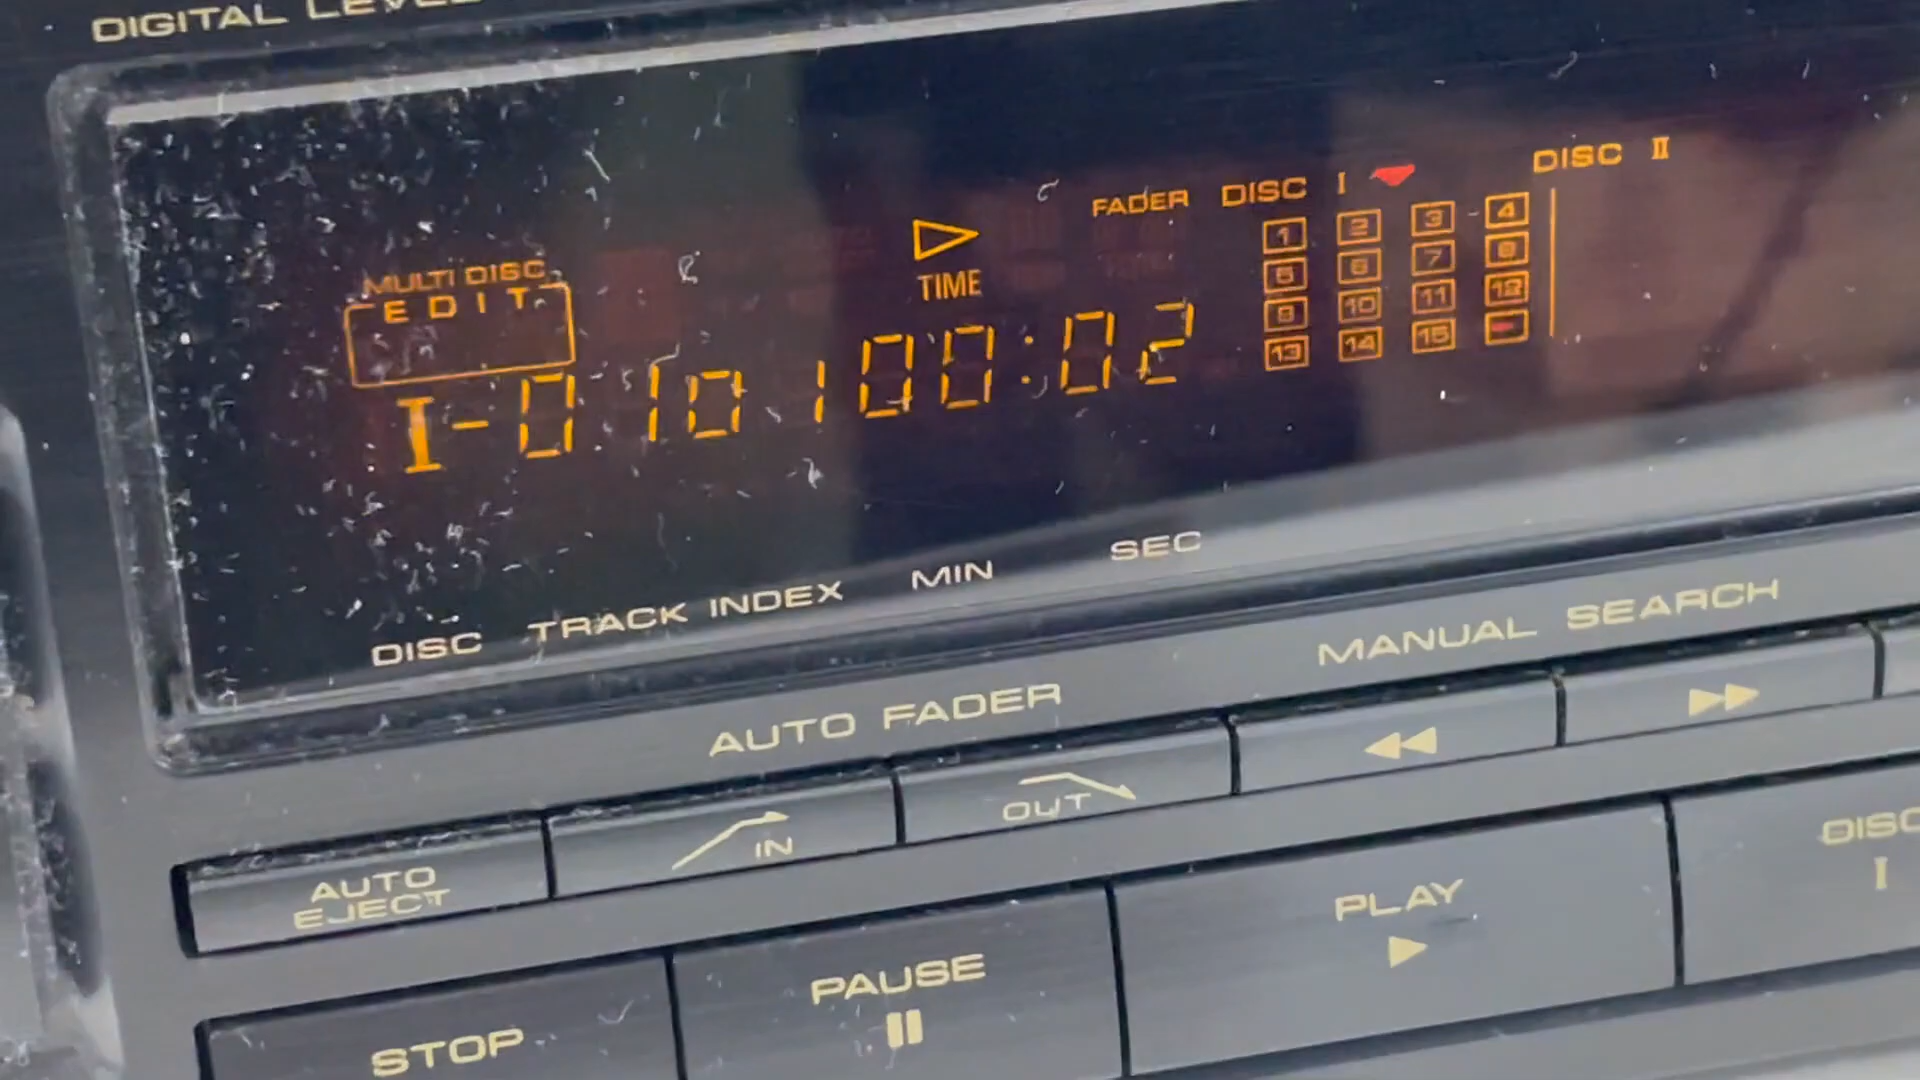 DIGITAL LEVEL
DISC II
FADER DISC I
1 2 3 4
5 6 7 8
9 10 11 12
13 14 15
MULTI DISC
EDIT
TIME
I-01 01 00:02
DISC TRACK INDEX MIN SEC
AUTO FADER
MANUAL SEARCH
AUTO
EJECT
IN
OUT
STOP
PAUSE
PLAY
DISC
I